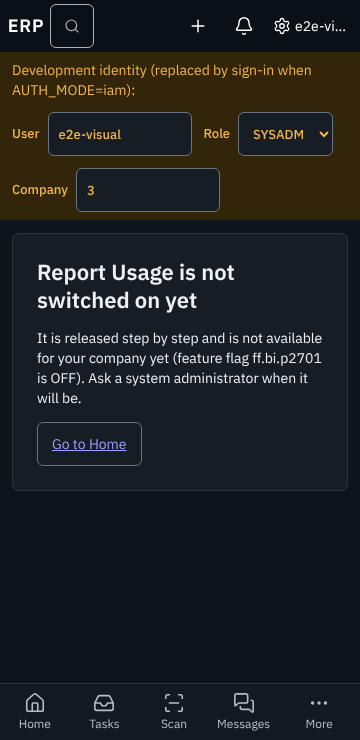 ERP
e2e-vi...
Development identity (replaced by sign-in when
AUTH_MODE=iam):
User e2e-visual Role SYSADM
Company 3
Report Usage is not
switched on yet
It is released step by step and is not available
for your company yet (feature flag ff.bi.p2701
is OFF). Ask a system administrator when it
will be.
Go to Home
Home Tasks Scan Messages More